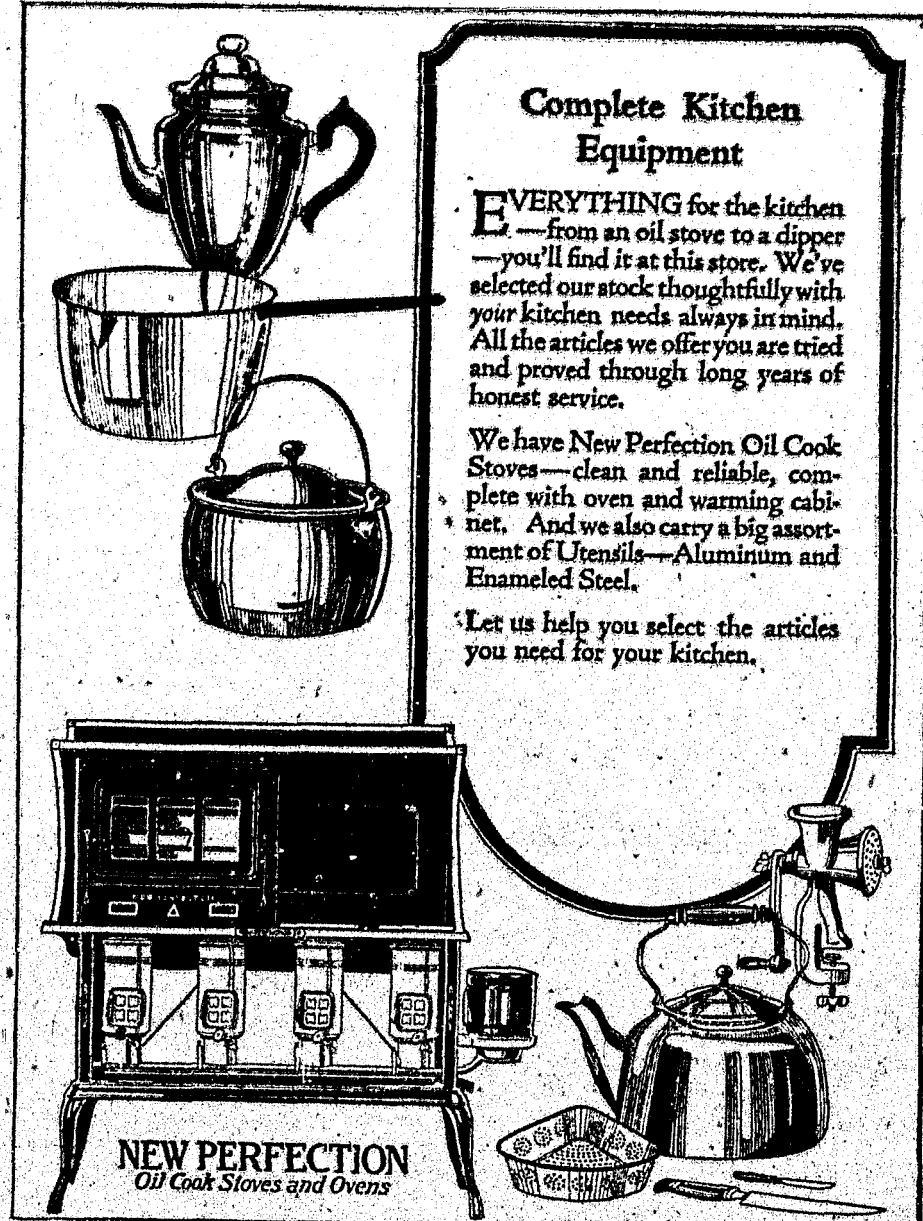 Complete Kitchen
Equipment
EVERYTHING for the kitchen
—from an oil stove to a dipper
—you'll find it at this store. We've
selected our stock thoughtfully with
your kitchen needs always in mind.
All the articles we offer you are tried
and proved through long years of
honest service.
We have New Perfection Oil Cook
Stoves—clean and reliable, com-
plete with oven and warming cabi-
net. And we also carry a big assort-
ment of Utensils—Aluminum and
Enameled Steel.
Let us help you select the articles
you need for your kitchen.
NEW PERFECTION
Oil Cook Stoves and Ovens